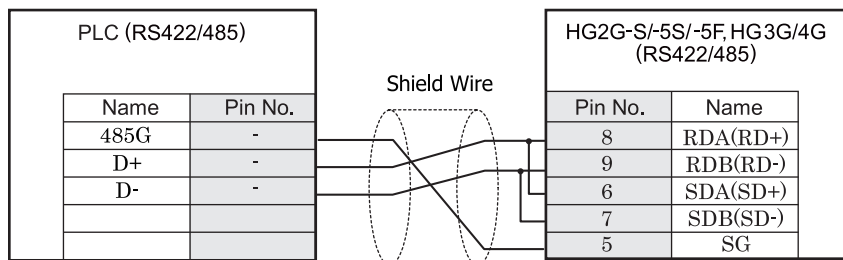 PLC (RS422/485)
Name Pin No.
485G -
D+ -
D- -
Shield Wire
HG2G-S/-5S/-5F, HG3G/4G
(RS422/485)
Pin No. Name
8 RDA(RD+)
9 RDB(RD-)
6 SDA(SD+)
7 SDB(SD-)
5 SG